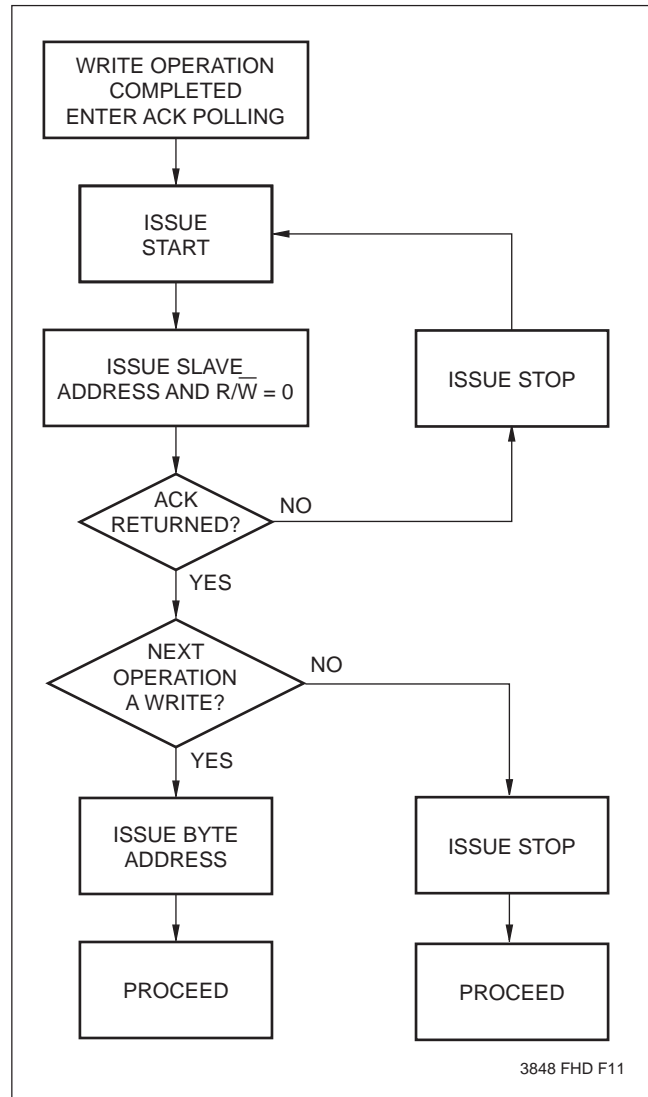 WRITE OPERATION
COMPLETED
ENTER ACK POLLING
ISSUE
START
ISSUE SLAVE
ADDRESS AND R/W̅ = 0
ISSUE STOP
ACK
RETURNED?
NO
YES
NEXT
OPERATION
A WRITE?
NO
YES
ISSUE BYTE
ADDRESS
ISSUE STOP
PROCEED
PROCEED
3848 FHD F11